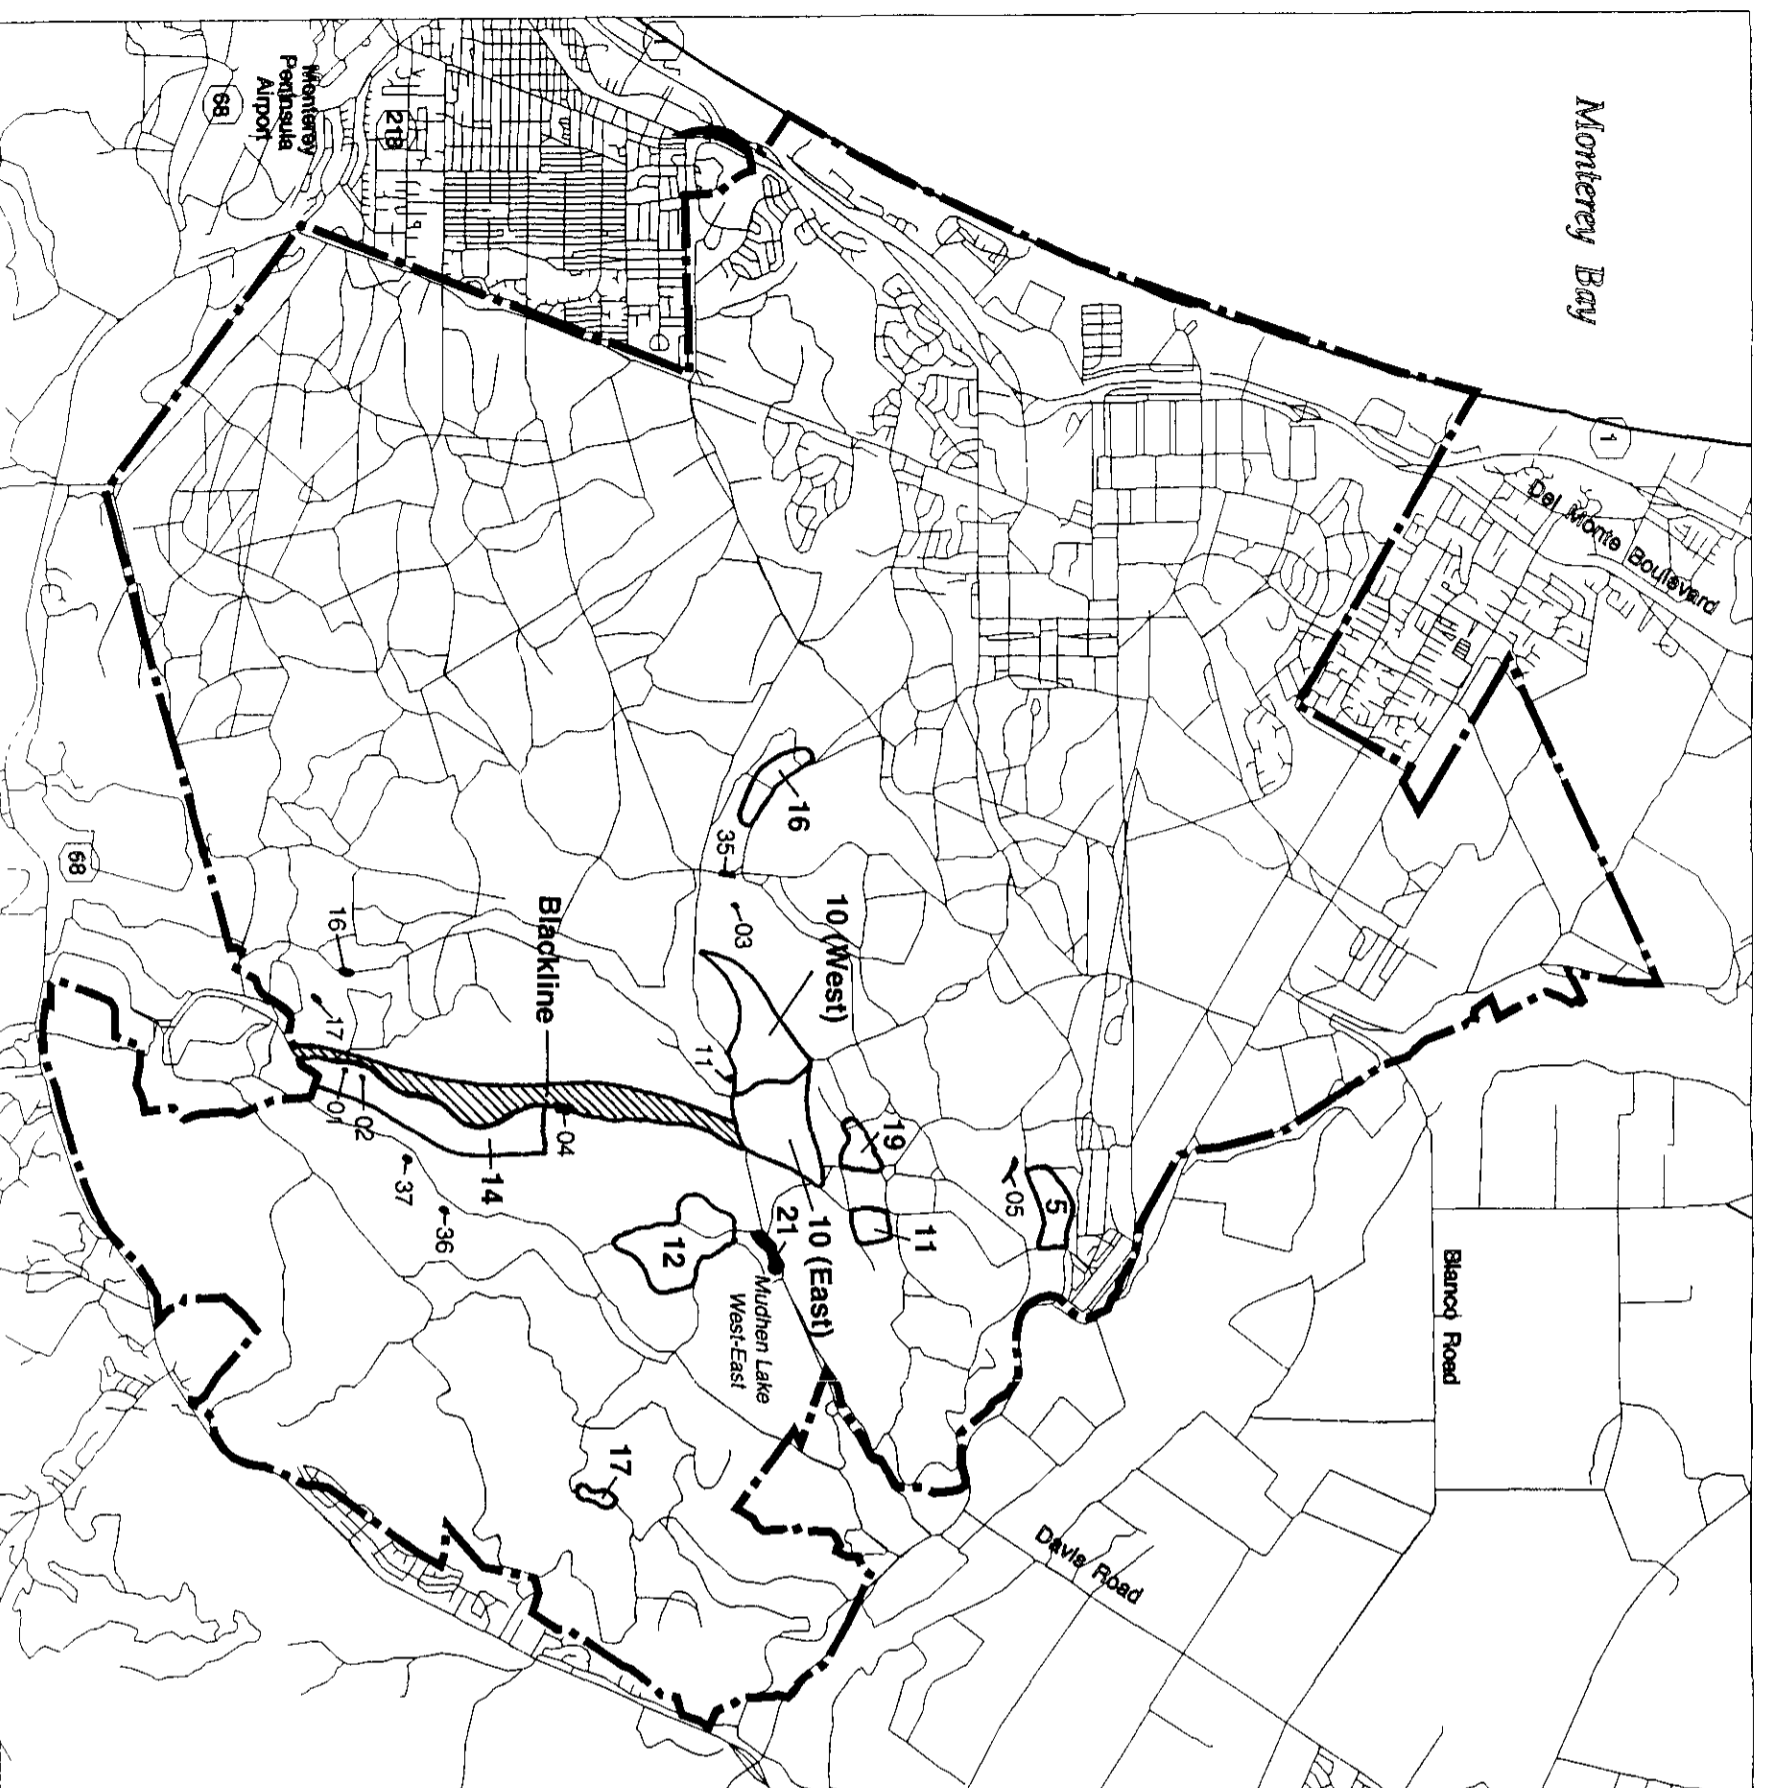 Monterey Bay
1
1
Del Monte Boulevard
Monterey
Peninsula
Airport
68
218
16
35
03
10 (West)
Blackline
16
17
11
01
02
04
14
37
36
19
05
5
11
10 (East)
21
12
Mudhen Lake
West-East
17
68
Blanco Road
Davis Road